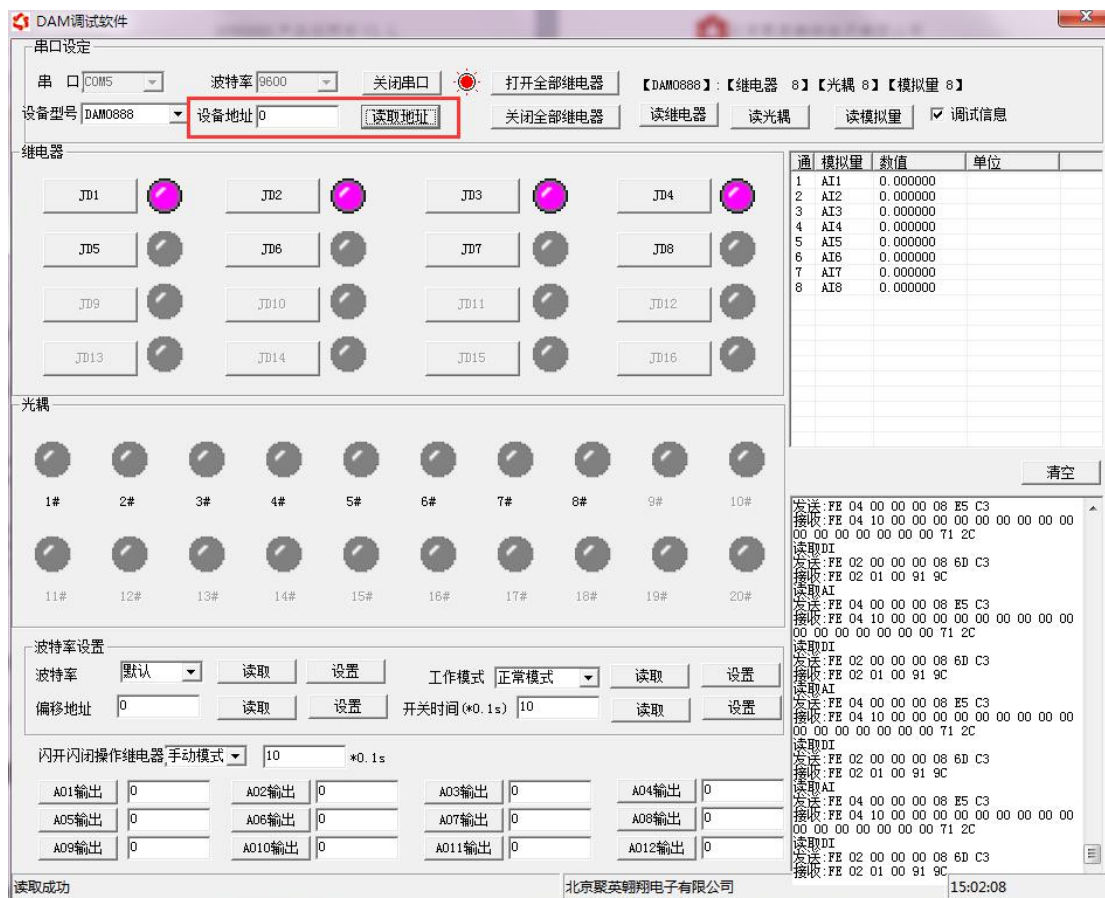 DAM调试软件
串口设定
串 口 COM5 波特率 9600 关闭串口 打开全部继电器 【DAM0888】:【继电器 8】【光耦 8】【模拟量 8】
设备型号 DAM0888 设备地址 0 读取地址 关闭全部继电器 读继电器 读光耦 读模拟量 调试信息
继电器
JD1 JD2 JD3 JD4
JD5 JD6 JD7 JD8
JD9 JD10 JD11 JD12
JD13 JD14 JD15 JD16
通 模拟量 数值 单位
1 AI1 0.000000
2 AI2 0.000000
3 AI3 0.000000
4 AI4 0.000000
5 AI5 0.000000
6 AI6 0.000000
7 AI7 0.000000
8 AI8 0.000000
光耦
1# 2# 3# 4# 5# 6# 7# 8# 9# 10#
11# 12# 13# 14# 15# 16# 17# 18# 19# 20#
清空
发送:FE 04 00 00 00 08 E5 C3
接收:FE 04 10 00 00 00 00 00 00 00 00 00
00 00 00 00 00 00 00 71 2C
读取DI
发送:FE 02 00 00 00 08 6D C3
接收:FE 02 01 00 91 9C
读取AI
发送:FE 04 00 00 00 08 E5 C3
接收:FE 04 10 00 00 00 00 00 00 00 00 00
00 00 00 00 00 00 00 71 2C
读取DI
发送:FE 02 00 00 00 08 6D C3
接收:FE 02 01 00 91 9C
读取AI
发送:FE 04 00 00 00 08 E5 C3
接收:FE 04 10 00 00 00 00 00 00 00 00 00
00 00 00 00 00 00 00 71 2C
读取DI
发送:FE 02 00 00 00 08 6D C3
接收:FE 02 01 00 91 9C
读取AI
发送:FE 04 00 00 00 08 E5 C3
接收:FE 04 10 00 00 00 00 00 00 00 00 00
00 00 00 00 00 00 00 71 2C
读取DI
发送:FE 02 00 00 00 08 6D C3
接收:FE 02 01 00 91 9C
波特率设置
波特率 默认 读取 设置 工作模式 正常模式 读取 设置
偏移地址 0 读取 设置 开关时间(*0.1s) 10 读取 设置
闪开闪闭操作继电器 手动模式 10 *0.1s
AO1输出 0 AO2输出 0 AO3输出 0 AO4输出 0
AO5输出 0 AO6输出 0 AO7输出 0 AO8输出 0
AO9输出 0 AO10输出 0 AO11输出 0 AO12输出 0
读取成功 北京聚英翱翔电子有限公司 15:02:08